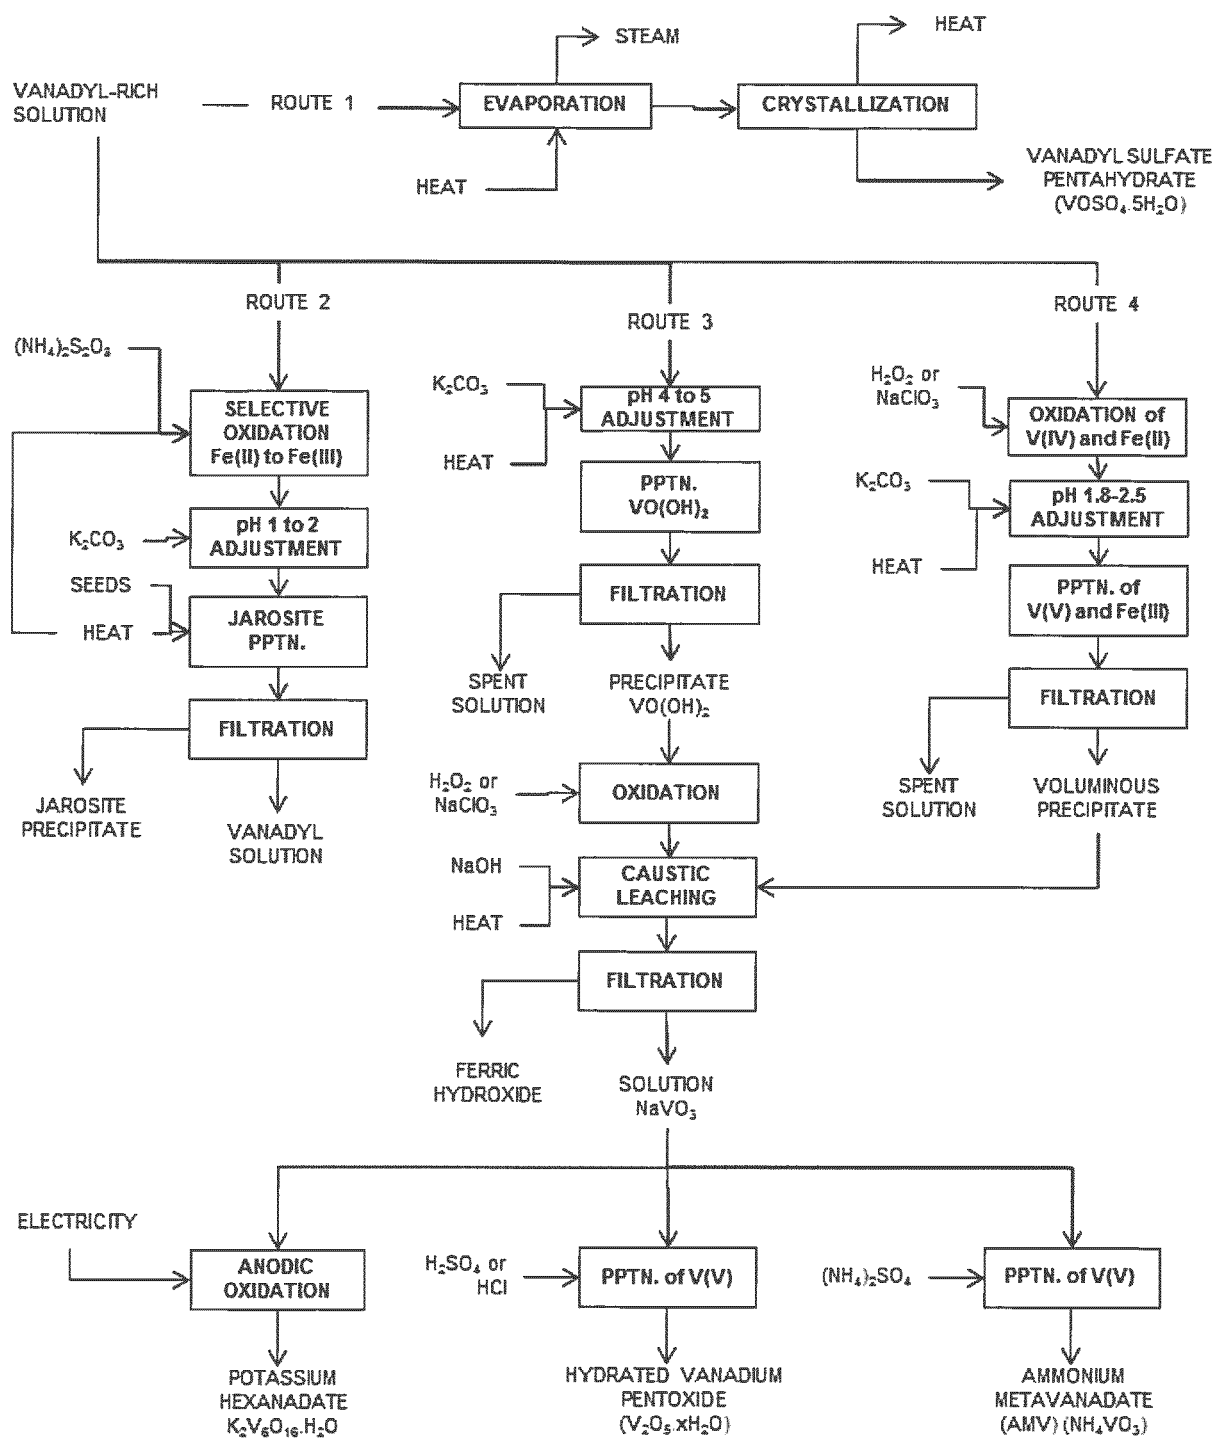 STEAM
HEAT
VANADYL-RICH
SOLUTION
ROUTE 1
EVAPORATION
CRYSTALLIZATION
HEAT
VANADYL SULFATE
PENTAHYDRATE
(VOSO₄.5H₂O)
ROUTE 2
ROUTE 3
ROUTE 4
(NH₄)₂S₂O₈
SELECTIVE
OXIDATION
Fe(II) to Fe(III)
K₂CO₃
pH 1 to 2
ADJUSTMENT
SEEDS
HEAT
JAROSITE
PPTN.
FILTRATION
JAROSITE
PRECIPITATE
VANADYL
SOLUTION
K₂CO₃
HEAT
pH 4 to 5
ADJUSTMENT
PPTN.
VO(OH)₂
FILTRATION
SPENT
SOLUTION
PRECIPITATE
VO(OH)₂
H₂O₂ or
NaClO₃
OXIDATION
NaOH
HEAT
CAUSTIC
LEACHING
FILTRATION
FERRIC
HYDROXIDE
SOLUTION
NaVO₃
H₂O₂ or
NaClO₃
OXIDATION of
V(IV) and Fe(II)
K₂CO₃
HEAT
pH 1.8-2.5
ADJUSTMENT
PPTN. of
V(V) and Fe(III)
FILTRATION
SPENT
SOLUTION
VOLUMINOUS
PRECIPITATE
ELECTRICITY
ANODIC
OXIDATION
POTASSIUM
HEXANADATE
K₂V₆O₁₆.H₂O
H₂SO₄ or
HCl
PPTN. of V(V)
HYDRATED VANADIUM
PENTOXIDE
(V₂O₅.xH₂O)
(NH₄)₂SO₄
PPTN. of V(V)
AMMONIUM
METAVANADATE
(AMV) (NH₄VO₃)